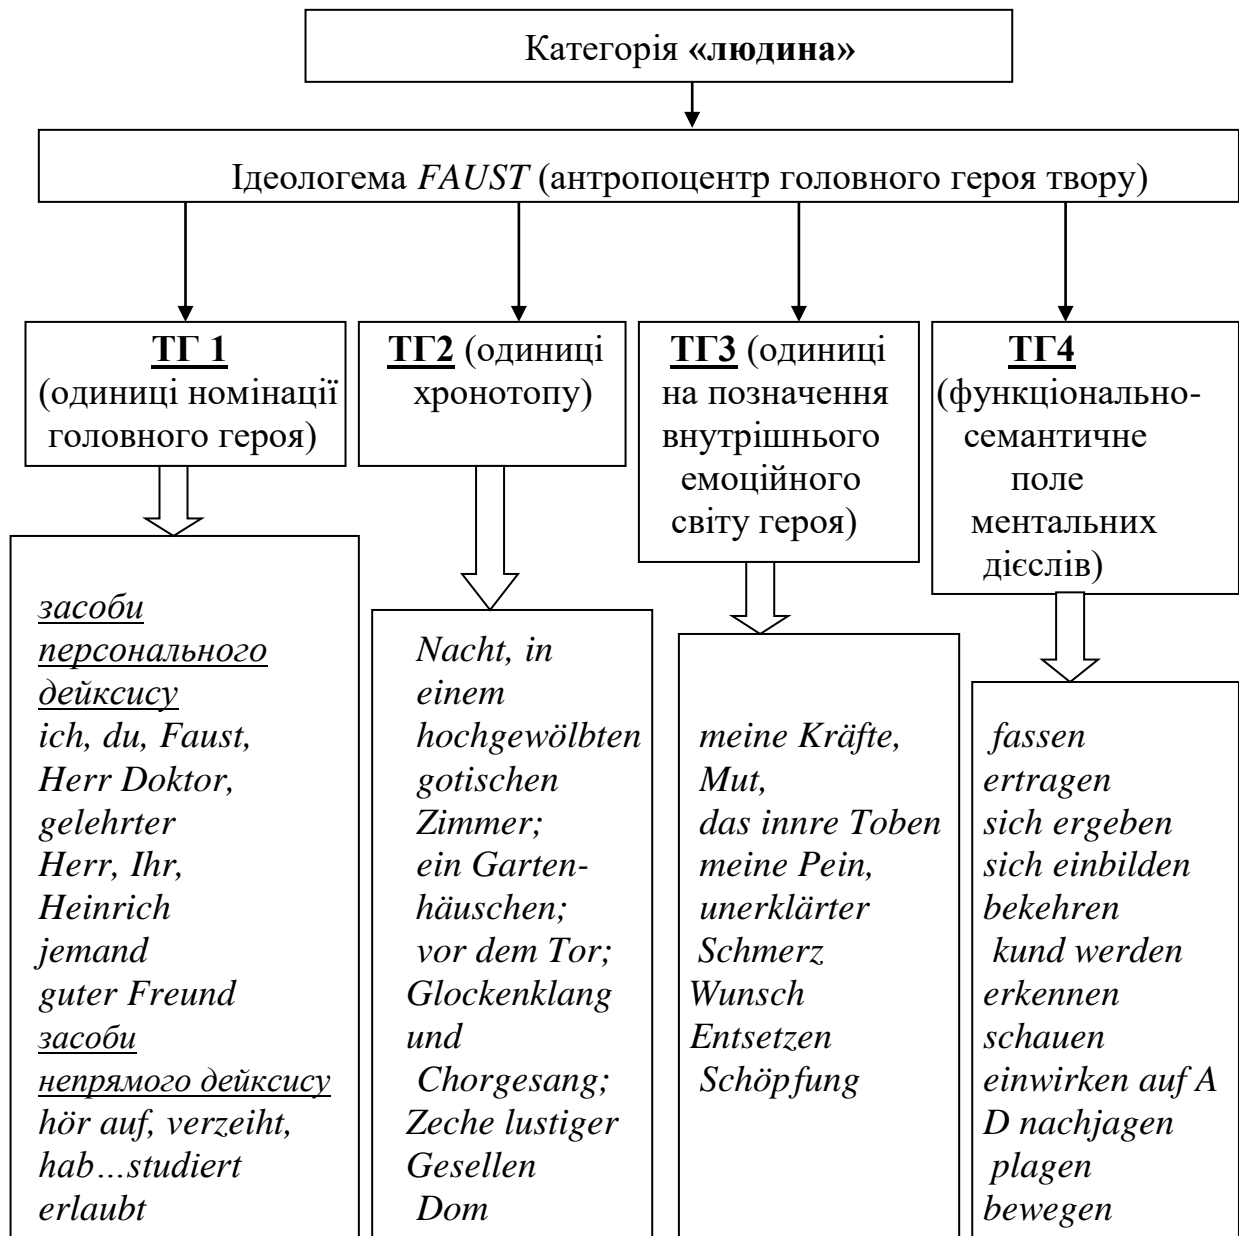 Категорія «людина»
Ідеологема FAUST (антропоцентр головного героя твору)
ТГ 1
(одиниці номінації
головного героя)
ТГ2 (одиниці
хронотопу)
ТГ3 (одиниці
на позначення
внутрішнього
емоційного
світу героя)
ТГ4
(функціонально-
семантичне
поле
ментальних
дієслів)
засоби
персонального
дейксису
ich, du, Faust,
Herr Doktor,
gelehrter
Herr, Ihr,
Heinrich
jemand
guter Freund
засоби
непрямого дейксису
hör auf, verzeiht,
hab…studiert
erlaubt
Nacht, in
einem
hochgewölbten
gotischen
Zimmer;
ein Garten-
häuschen;
vor dem Tor;
Glockenklang
und
Chorgesang;
Zeche lustiger
Gesellen
Dom
meine Kräfte,
Mut,
das innre Toben
meine Pein,
unerklärter
Schmerz
Wunsch
Entsetzen
Schöpfung
fassen
ertragen
sich ergeben
sich einbilden
bekehren
kund werden
erkennen
schauen
einwirken auf A
D nachjagen
plagen
bewegen